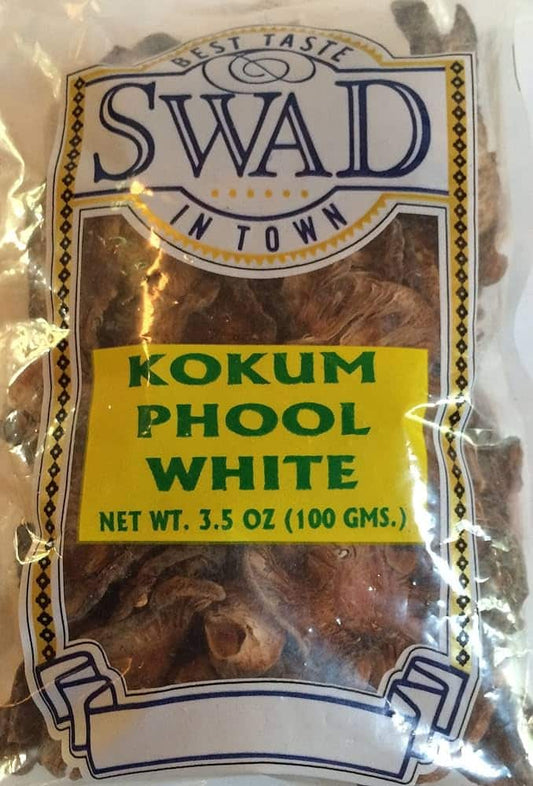 BEST TASTE
SWAD
IN TOWN
KOKUM
PHOOL
WHITE
NET WT. 3.5 OZ (100 GMS.)